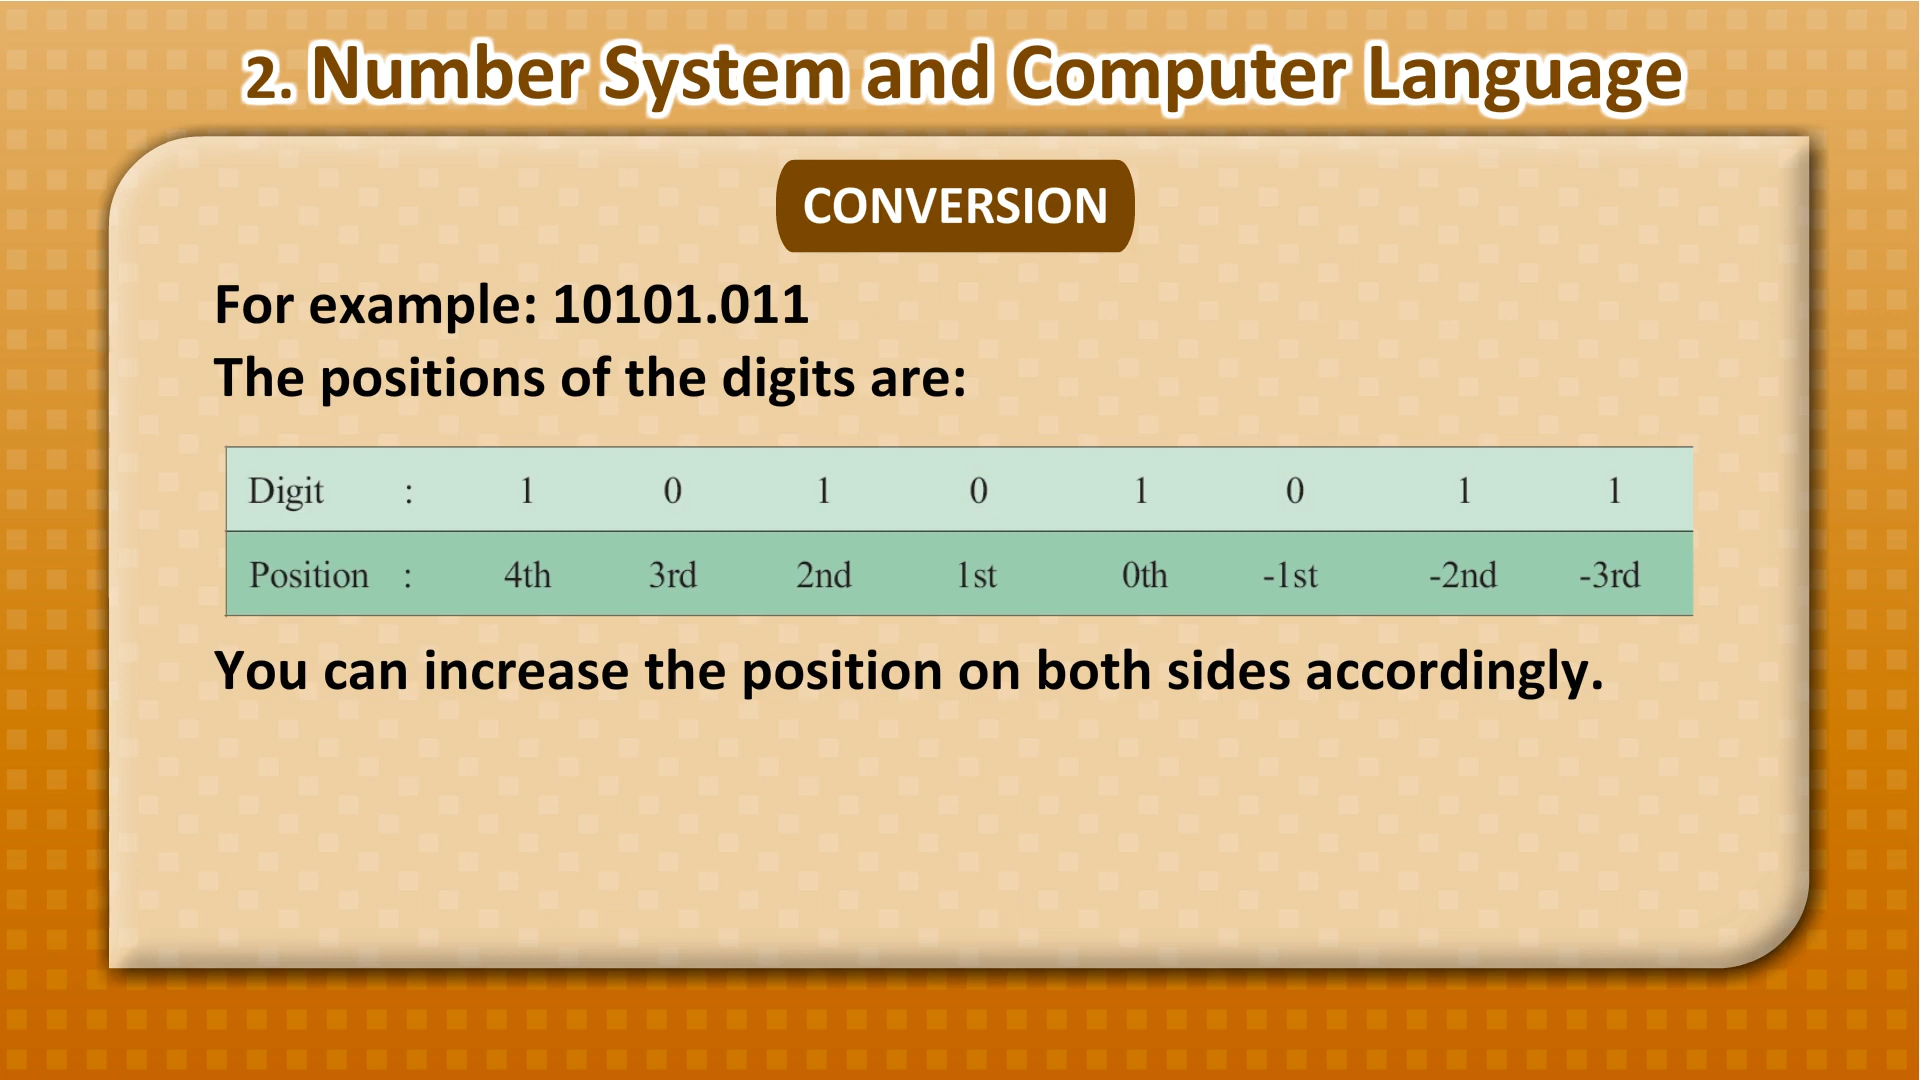 2. Number System and Computer Language
CONVERSION
For example: 10101.011
The positions of the digits are:
Digit : 1 0 1 0 1 0 1 1
Position : 4th 3rd 2nd 1st 0th -1st -2nd -3rd
You can increase the position on both sides accordingly.